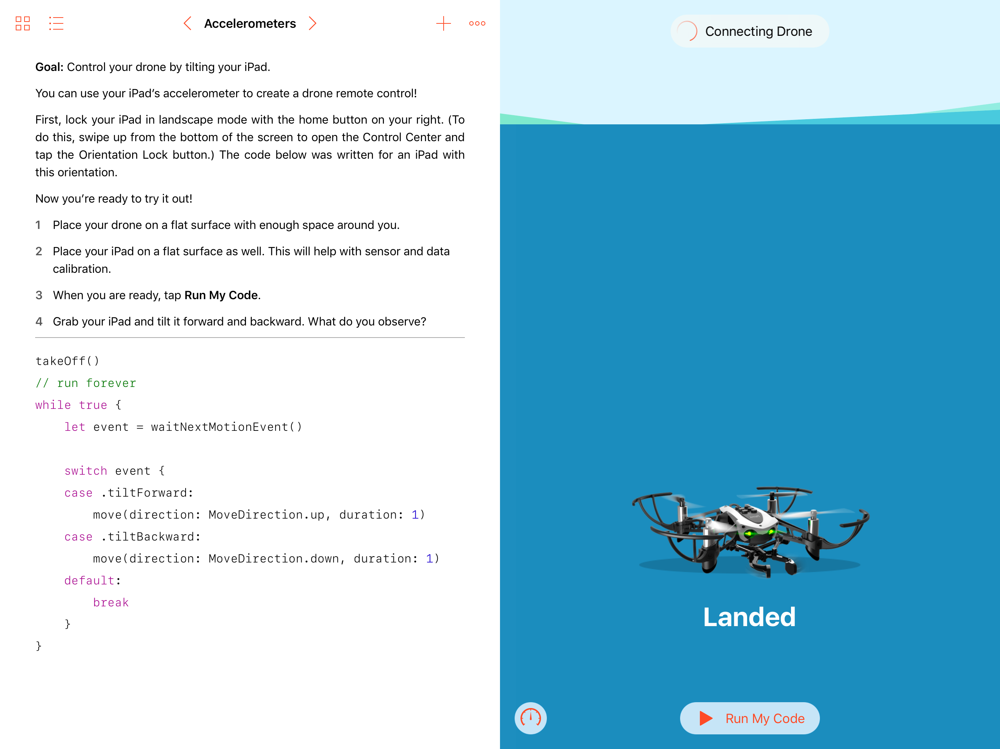 Accelerometers
Goal: Control your drone by tilting your iPad.
You can use your iPad’s accelerometer to create a drone remote control!
First, lock your iPad in landscape mode with the home button on your right. (To
do this, swipe up from the bottom of the screen to open the Control Center and
tap the Orientation Lock button.) The code below was written for an iPad with
this orientation.
Now you’re ready to try it out!
1 Place your drone on a flat surface with enough space around you.
2 Place your iPad on a flat surface as well. This will help with sensor and data
calibration.
3 When you are ready, tap Run My Code.
4 Grab your iPad and tilt it forward and backward. What do you observe?
takeOff()
// run forever
while true {
    let event = waitNextMotionEvent()
    switch event {
    case .tiltForward:
        move(direction: MoveDirection.up, duration: 1)
    case .tiltBackward:
        move(direction: MoveDirection.down, duration: 1)
    default:
        break
    }
}
Connecting Drone
Landed
Run My Code